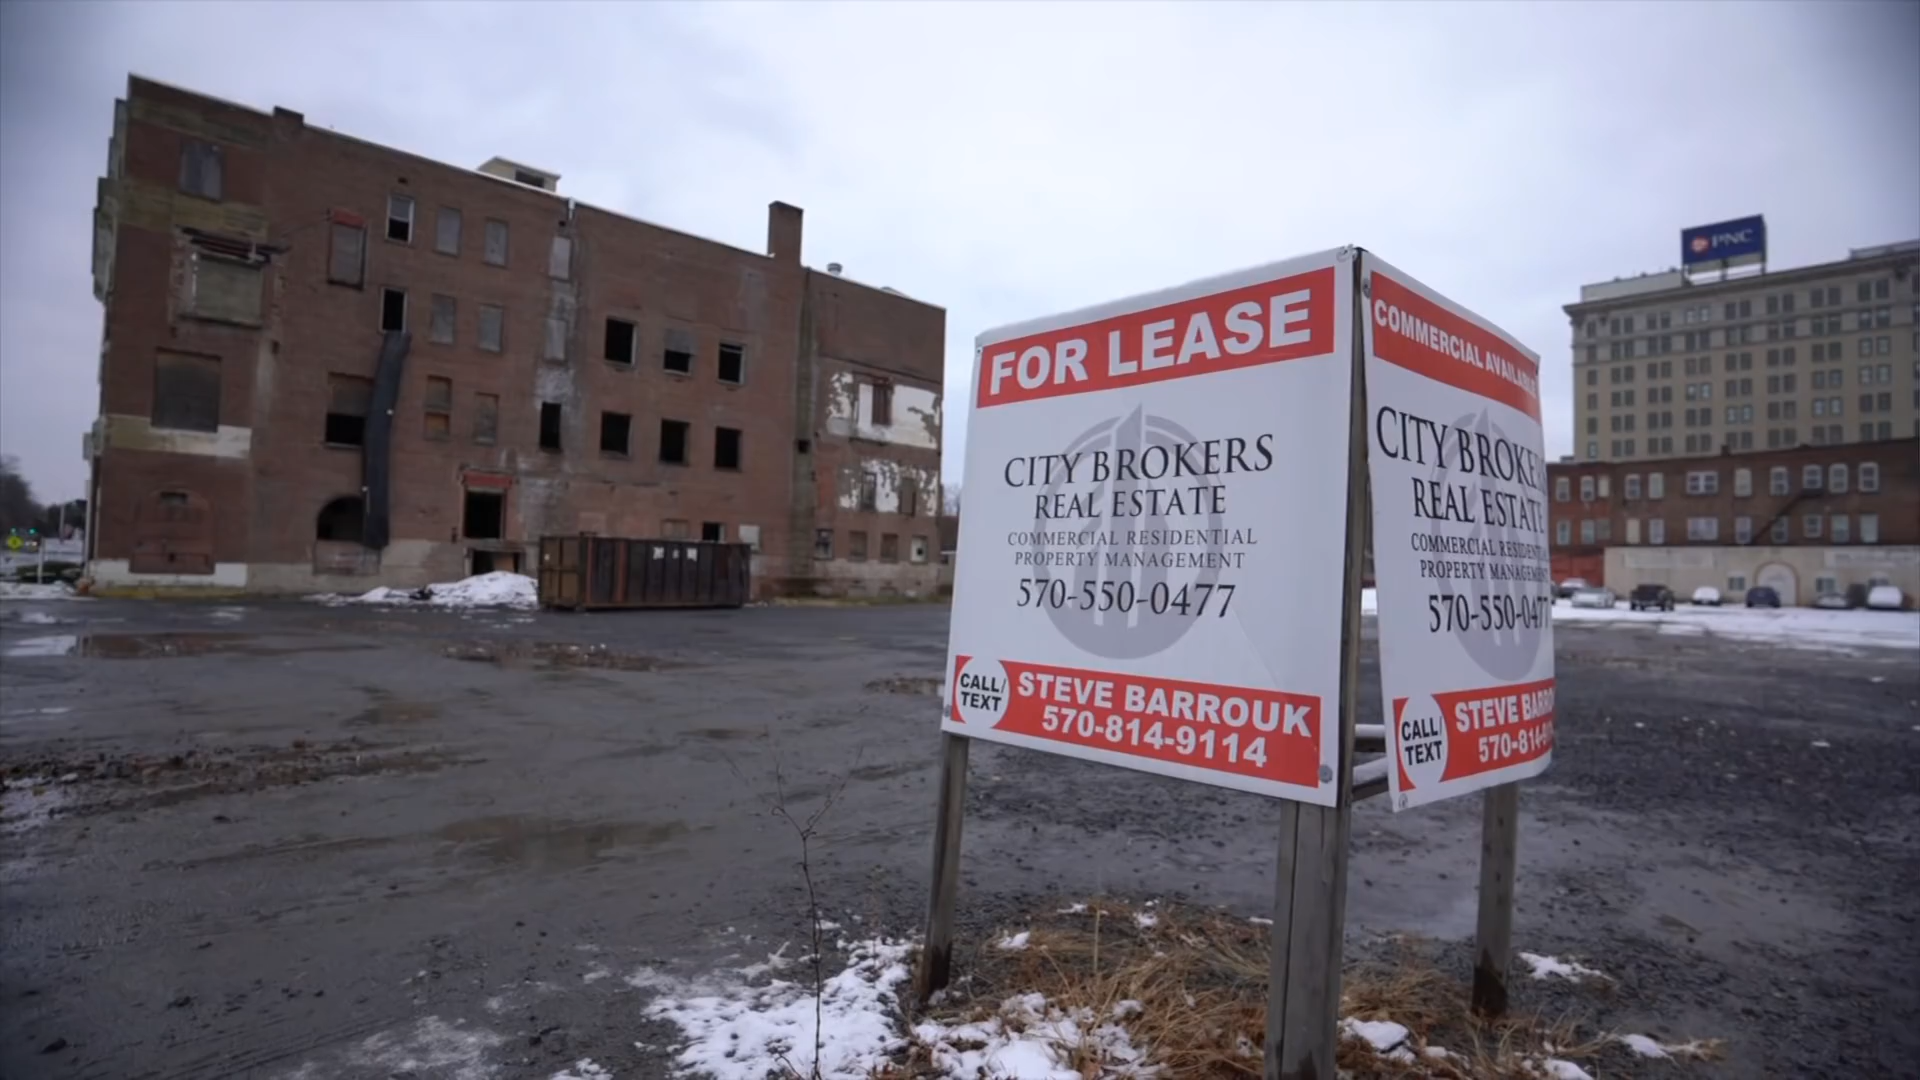 FOR LEASE
CITY BROKERS
REAL ESTATE
COMMERCIAL RESIDENTIAL
PROPERTY MANAGEMENT
570-550-0477
CALL/
TEXT
STEVE BARROUK
570-814-9114
COMMERCIAL AVAILABLE
CITY BROKE
REAL ESTATE
COMMERCIAL RESIDENTIAL
PROPERTY MANAGEMENT
570-550-0477
CALL/
TEXT
STEVE BARRO
570-814-9
PNC